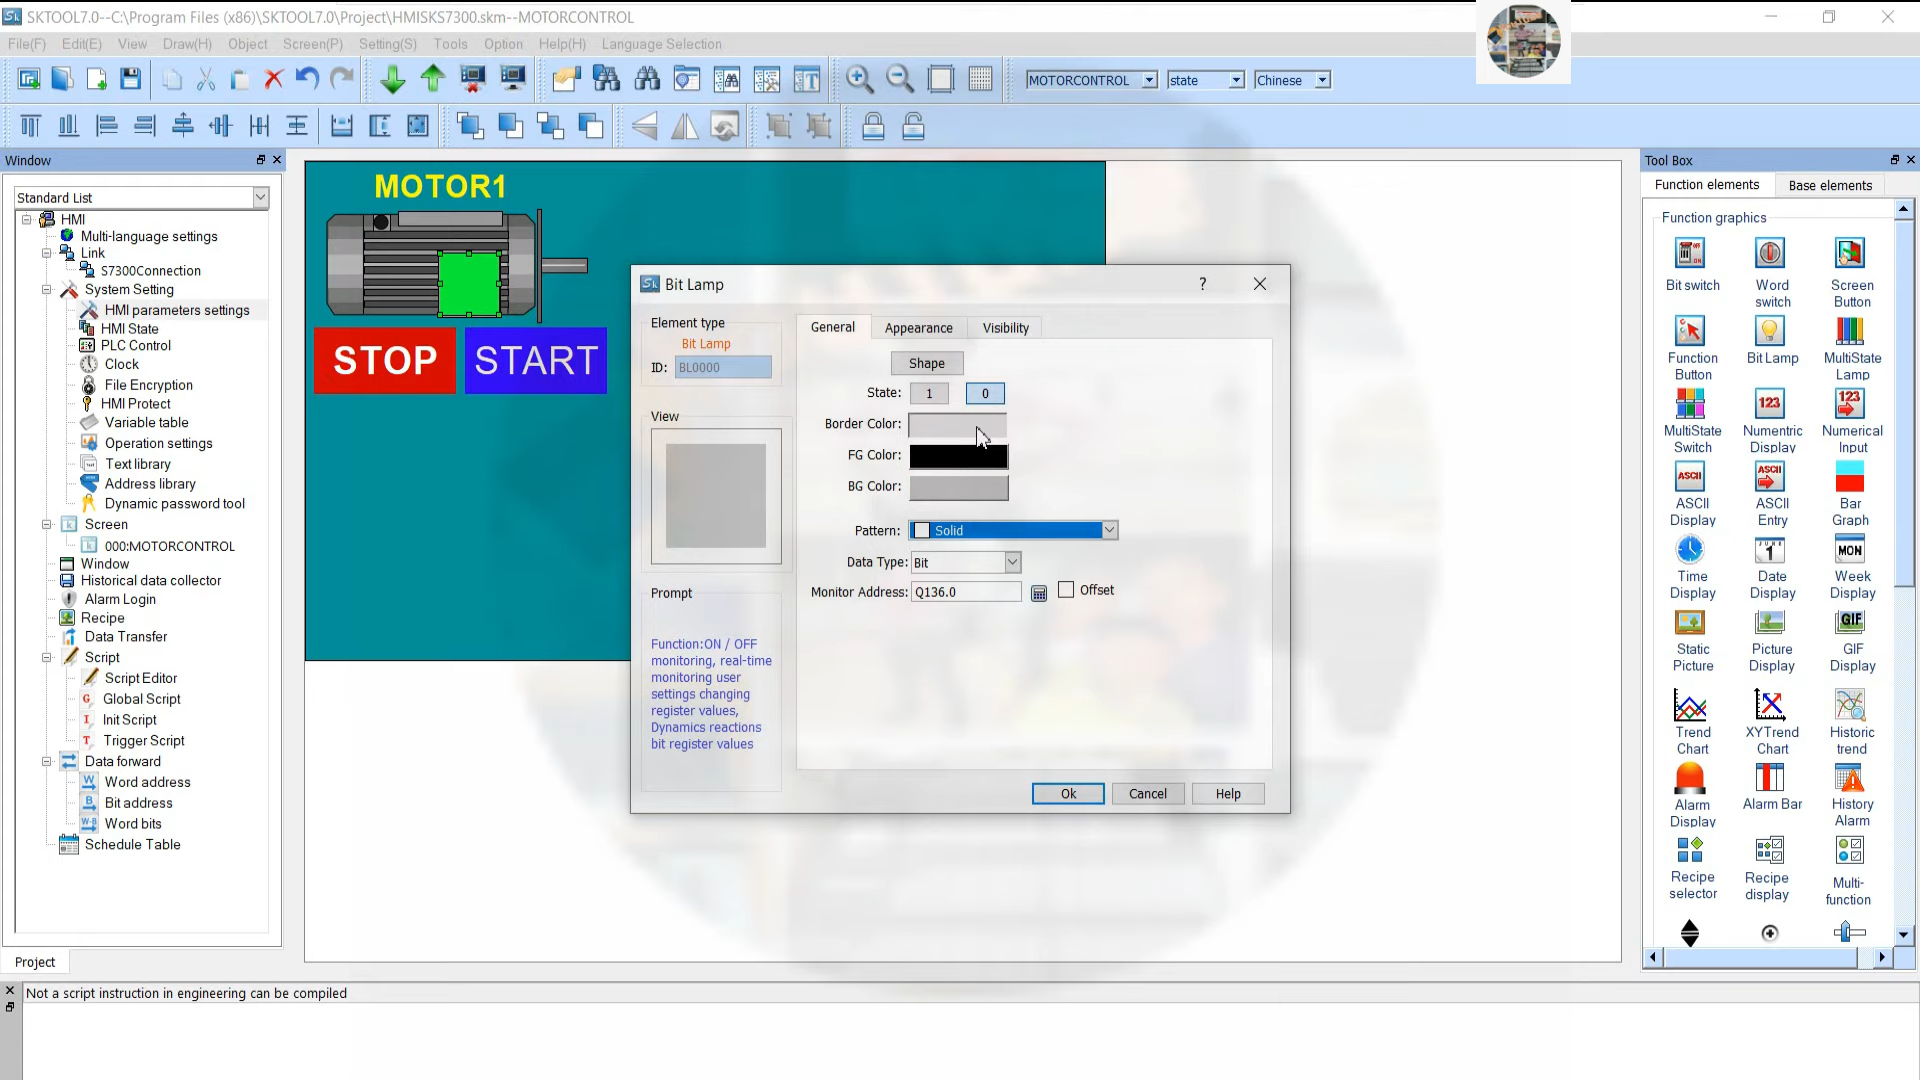 SKTOOL7.0--C:\Program Files (x86)\SKTOOL7.0\Project\HMISKS7300.skm--MOTORCONTROL
File(F) Edit(E) View Draw(H) Object Screen(P) Setting(S) Tools Option Help(H) Language Selection
MOTORCONTROL state Chinese
Window
Standard List
HMI
Multi-language settings
Link
S7300Connection
System Setting
HMI parameters settings
HMI State
PLC Control
Clock
File Encryption
HMI Protect
Variable table
Operation settings
Text library
Address library
Dynamic password tool
Screen
000:MOTORCONTROL
Window
Historical data collector
Alarm Login
Recipe
Data Transfer
Script
Script Editor
Global Script
Init Script
Trigger Script
Data forward
Word address
Bit address
Word bits
Schedule Table
Project
MOTOR1
STOP START
Bit Lamp ?
Element type
Bit Lamp
ID: BL0000
View
Prompt
Function:ON / OFF
monitoring, real-time
monitoring user
settings changing
register values,
Dynamics reactions
bit register values
General Appearance Visibility
Shape
State: 1 0
Border Color:
FG Color:
BG Color:
Pattern: Solid
Data Type: Bit
Monitor Address: Q136.0 Offset
Ok Cancel Help
Tool Box
Function elements Base elements
Function graphics
Bit switch Word switch Screen Button
Function Button Bit Lamp MultiState Lamp
MultiState Switch Numentric Display Numerical Input
ASCII Display ASCII Entry Bar Graph
Time Display Date Display Week Display
Static Picture Picture Display GIF Display
Trend Chart XYTrend Chart Historic trend
Alarm Display Alarm Bar History Alarm
Recipe selector Recipe display Multi-function
Not a script instruction in engineering can be compiled